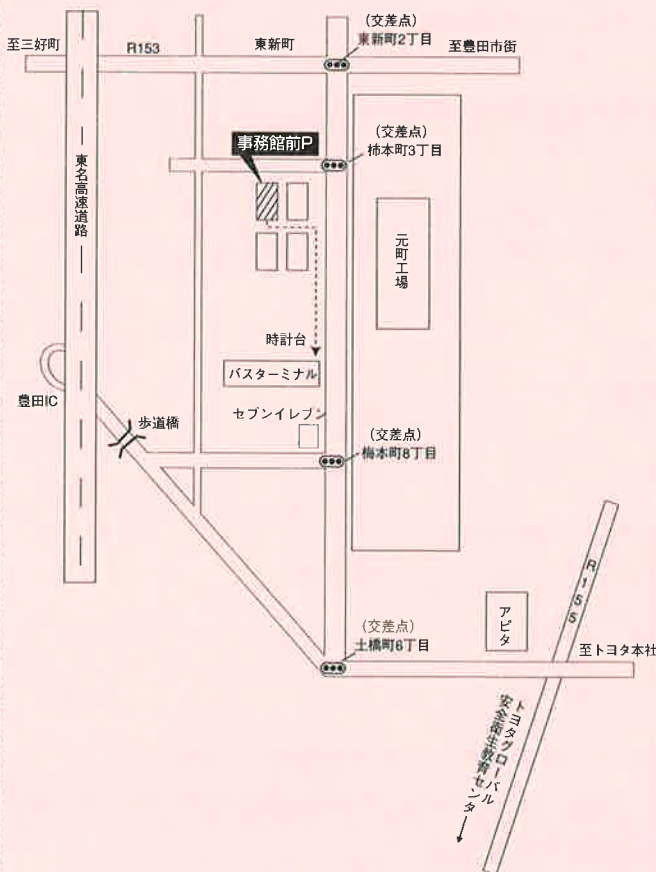 (交差点)
至三好町
R153
東新町
東新町2丁目
至豊田市街
事務館前P
(交差点)
柿本町3丁目
東名高速道路
元町工場
時計台
バスターミナル
豊田IC
セブンイレブン
歩道橋
(交差点)
梅本町8丁目
R155
アピタ
(交差点)
土橋町6丁目
至トヨタ本社
トヨタグローバル
安全衛生教育センタ